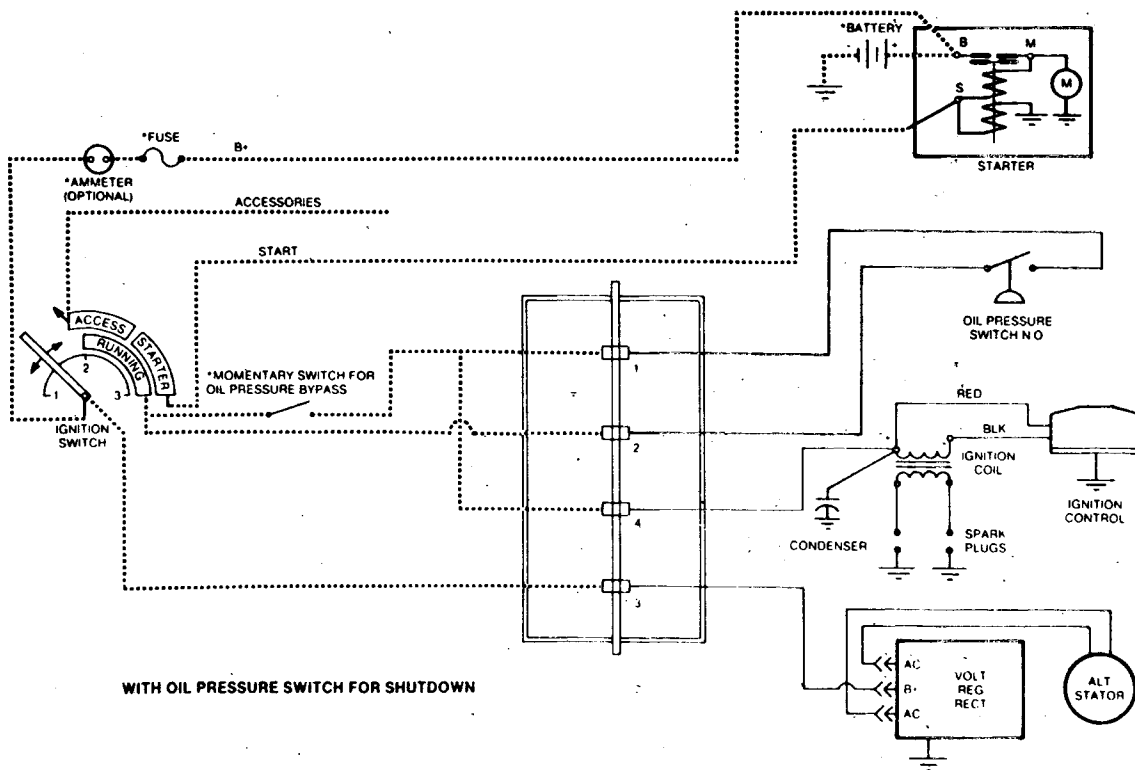 *BATTERY
-
+
B
M
M
S
STARTER
*FUSE
B+
*AMMETER
(OPTIONAL)
ACCESSORIES
START
OIL PRESSURE
SWITCH N O
ACCESS
STARTER
RUNNING
1
2
3
IGNITION
SWITCH
*MOMENTARY SWITCH FOR
OIL PRESSURE BYPASS
1
2
4
3
RED
BLK
IGNITION
COIL
IGNITION
CONTROL
CONDENSER
SPARK
PLUGS
AC
B+
AC
VOLT
REG
RECT
ALT
STATOR
WITH OIL PRESSURE SWITCH FOR SHUTDOWN